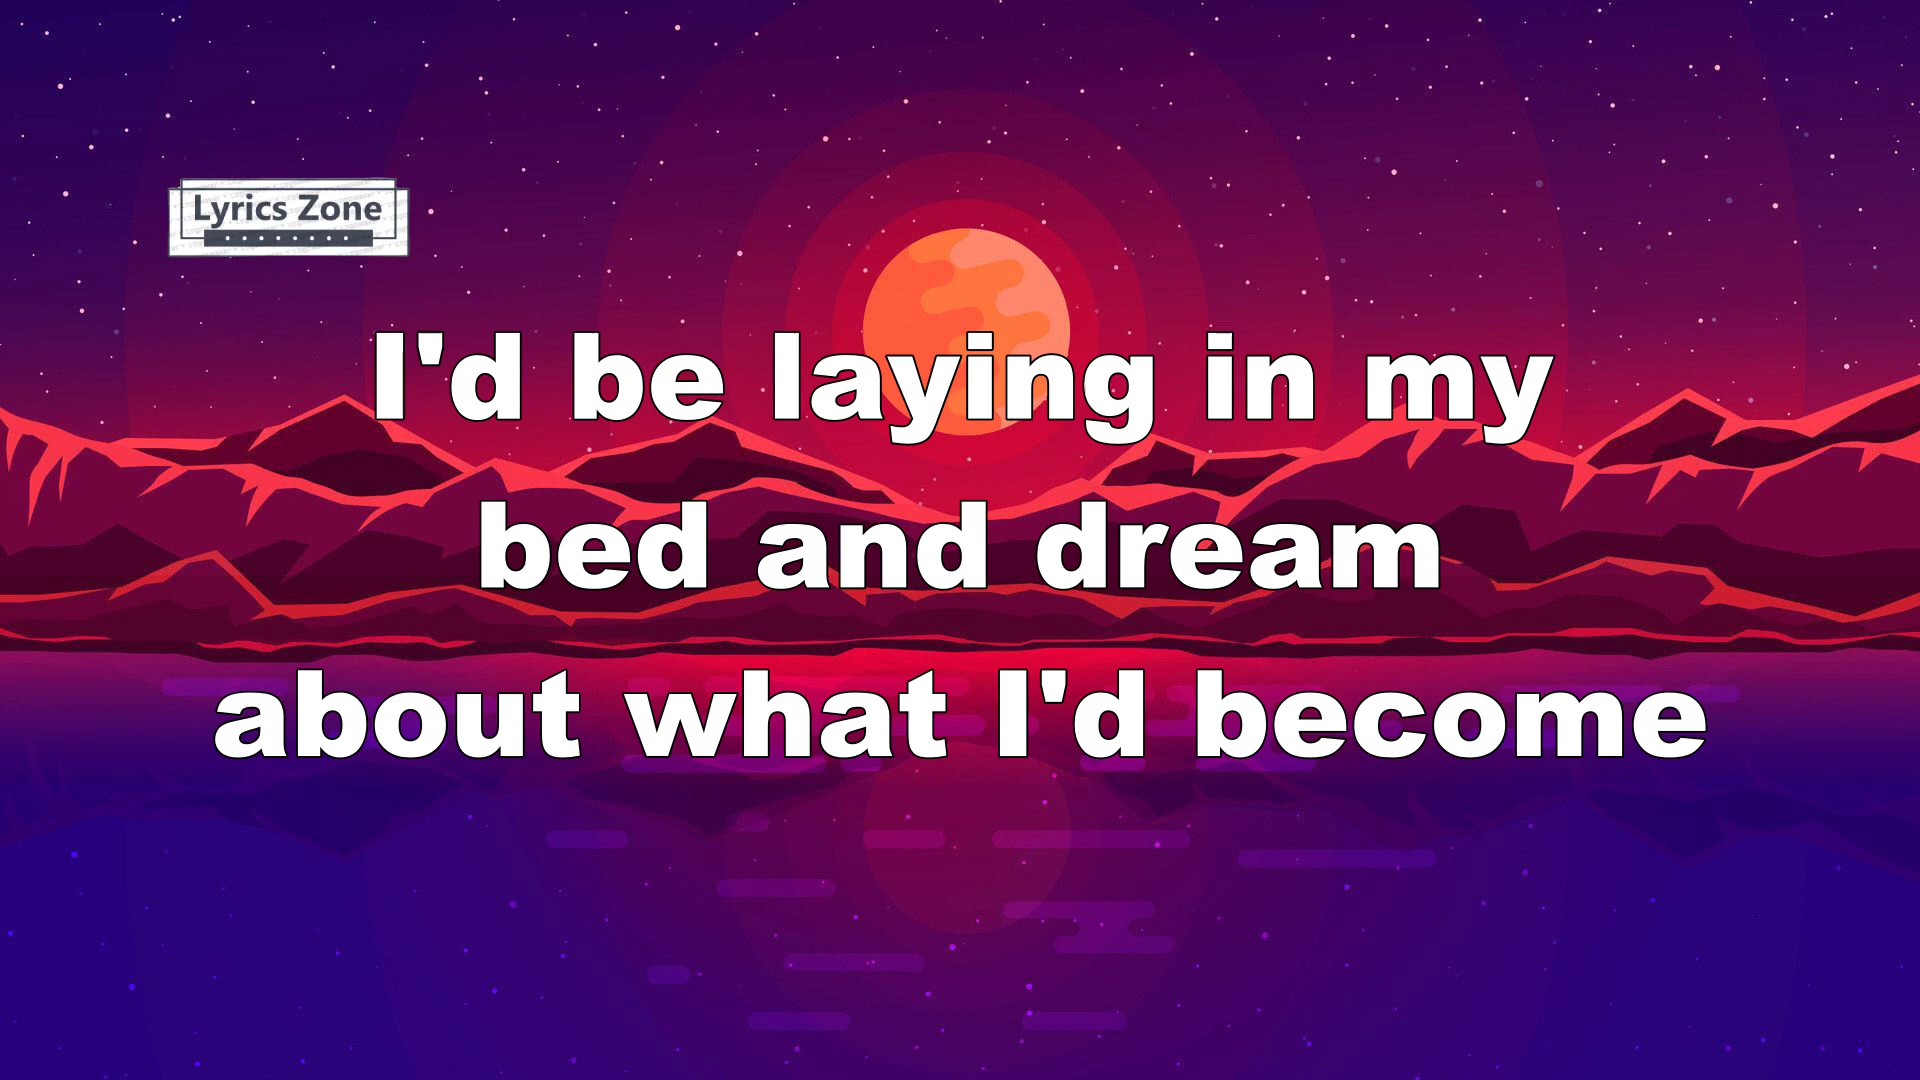 Lyrics Zone
I'd be laying in my
bed and dream
about what I'd become